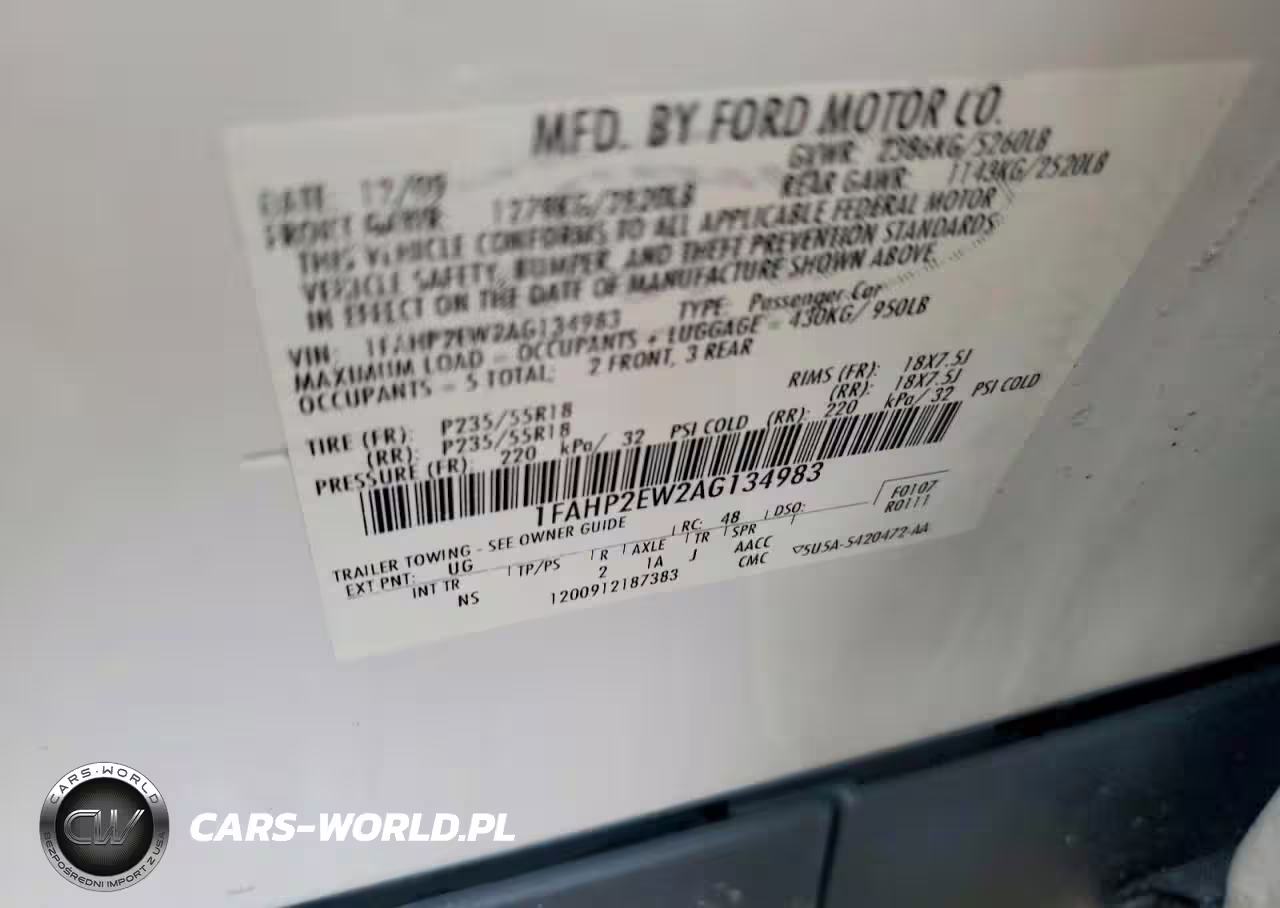 MFD. BY FORD MOTOR CO.
DATE: 12/09 GVWR: 2386KG/5260LB
FRONT GAWR: 1279KG/2820LB REAR GAWR: 1143KG/2520LB
THIS VEHICLE CONFORMS TO ALL APPLICABLE FEDERAL MOTOR
VEHICLE SAFETY, BUMPER, AND THEFT PREVENTION STANDARDS
IN EFFECT ON THE DATE OF MANUFACTURE SHOWN ABOVE.
VIN: 1FAHP2EW2AG134983 TYPE: Passenger Car
MAXIMUM LOAD = OCCUPANTS + LUGGAGE = 430KG/ 950LB
OCCUPANTS = 5 TOTAL: 2 FRONT, 3 REAR
TIRE (FR): P235/55R18 RIMS (FR): 18X7.5J
(RR): P235/55R18 (RR): 18X7.5J
PRESSURE (FR): 220 kPa/ 32 PSI COLD (RR): 220 kPa/ 32 PSI COLD
1FAHP2EW2AG134983
TRAILER TOWING - SEE OWNER GUIDE
F0107
R0111
EXT PNT: UG RC: 48 DSO:
INT TR TP/PS R AXLE TR SPR
NS 2 1A J AACC
CMC
1200912187383
5U5A-5420472-AA
CARS-WORLD
CW
BEZPOŚREDNI IMPORT Z USA
CARS-WORLD.PL